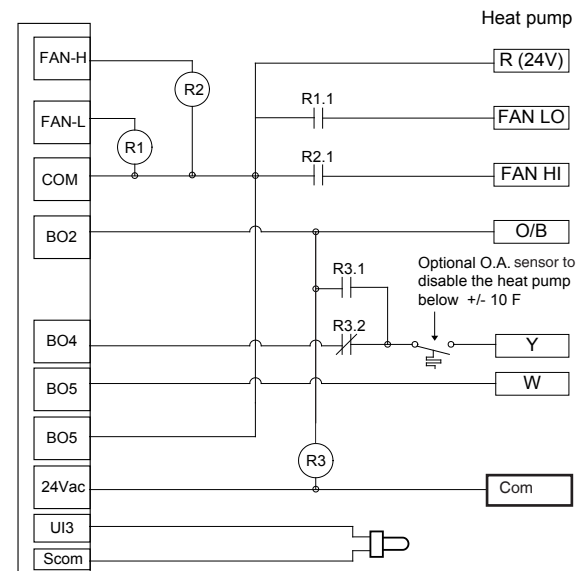 Heat pump
FAN-H
R (24V)
R2
R1.1
FAN-L
FAN LO
R1
R2.1
COM
FAN HI
BO2
O/B
R3.1
Optional O.A. sensor to
disable the heat pump
below +/- 10 F
R3.2
BO4
Y
BO5
W
BO5
R3
24Vac
Com
UI3
Scom